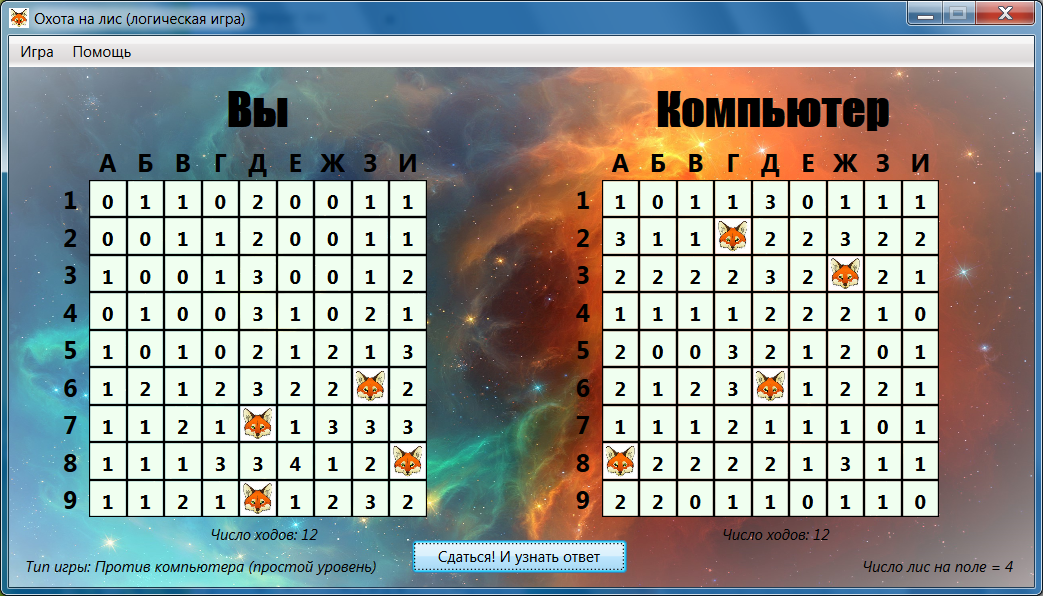 Охота на лис (логическая игра)
Игра Помощь
Вы
А Б В Г Д Е Ж З И
1 0 1 1 0 2 0 0 1 1
2 0 0 1 1 2 0 0 1 1
3 1 0 0 1 3 0 0 1 2
4 0 1 0 0 3 1 0 2 1
5 1 0 1 0 2 1 2 1 3
6 1 2 1 2 3 2 2 2
7 1 1 2 1 1 3 3 3
8 1 1 1 3 3 4 1 2
9 1 1 2 1 1 2 3 2
Число ходов: 12
Компьютер
А Б В Г Д Е Ж З И
1 1 0 1 1 3 0 1 1 1
2 3 1 1 2 2 3 2 2
3 2 2 2 2 3 2 2 1
4 1 1 1 1 2 2 2 1 0
5 2 0 0 3 2 1 2 0 1
6 2 1 2 3 1 2 2 1
7 1 1 1 2 1 1 1 0 1
8 2 2 2 2 1 3 1 1
9 2 2 0 1 1 0 1 1 0
Число ходов: 12
Сдаться! И узнать ответ
Тип игры: Против компьютера (простой уровень)
Число лис на поле = 4